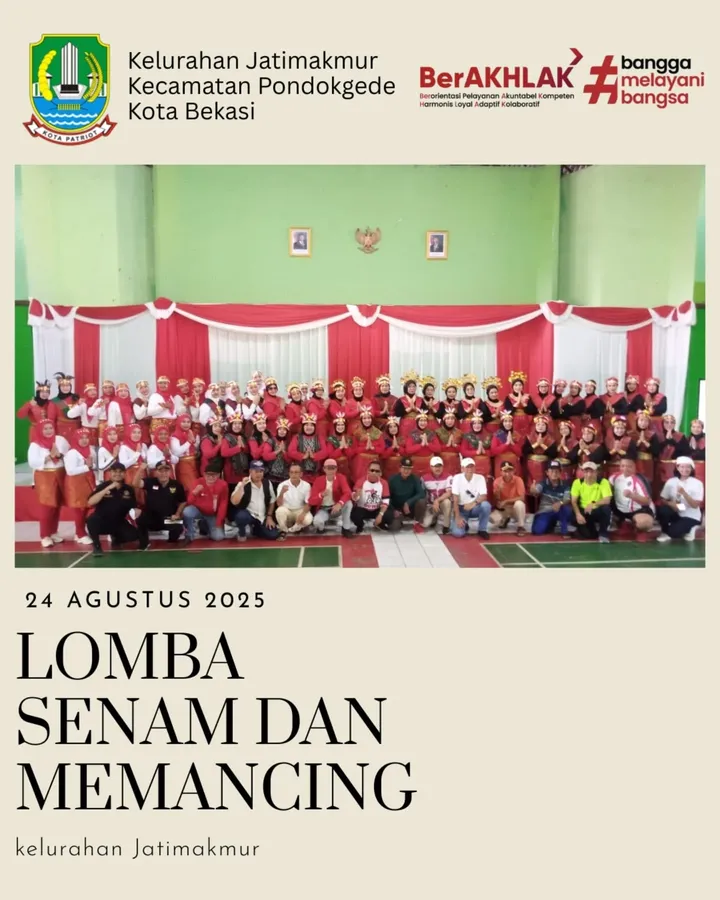 Kelurahan Jatimakmur
Kecamatan Pondokgede
Kota Bekasi
KOTA PATRIOT
BerAKHLAK
Berorientasi Pelayanan Akuntabel Kompeten
Harmonis Loyal Adaptif Kolaboratif
#bangga
melayani
bangsa
24 AGUSTUS 2025
LOMBA
SENAM DAN
MEMANCING
kelurahan Jatimakmur